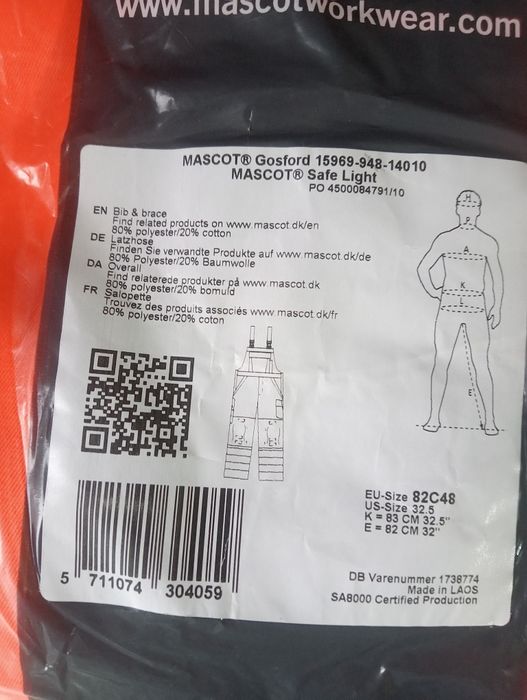 www.mascotworkwear.com
MASCOT® Gosford 15969-948-14010
MASCOT® Safe Light
PO 4500084791/10
EN Bib & brace
Find related products on www.mascot.dk/en
80% polyester/20% cotton
DE Latzhose
Finden Sie verwandte Produkte auf www.mascot.dk/de
80% Polyester/20% Baumwolle
DA Overall
Find relaterede produkter på www.mascot.dk
80% polyester/20% bomuld
FR Salopette
Trouvez des produits associés www.mascot.dk/fr
80% polyester/20% coton
H
P
A
K
L
E
EU-Size 82C48
US-Size 32.5
K = 83 CM 32.5"
E = 82 CM 32"
5 711074 304059
DB Varenummer 1738774
Made in LAOS
SA8000 Certified Production